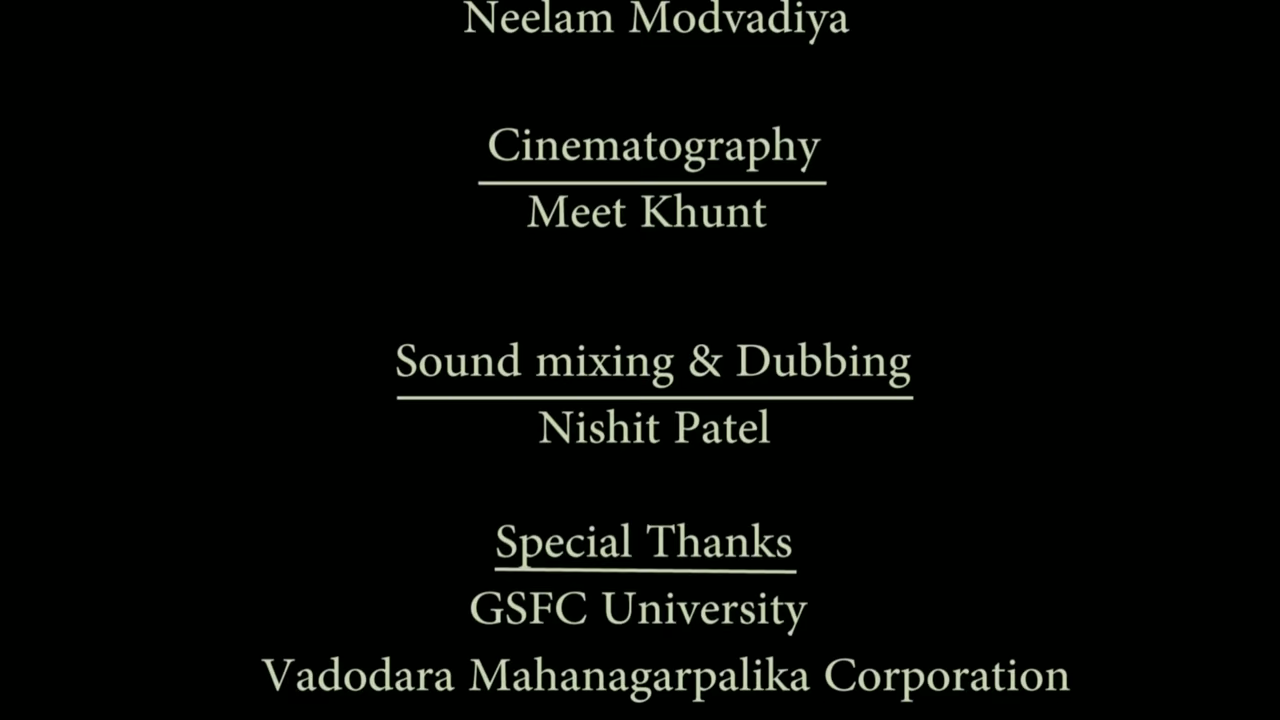 Neelam Modvadiya
Cinematography
Meet Khunt
Sound mixing & Dubbing
Nishit Patel
Special Thanks
GSFC University
Vadodara Mahanagarpalika Corporation